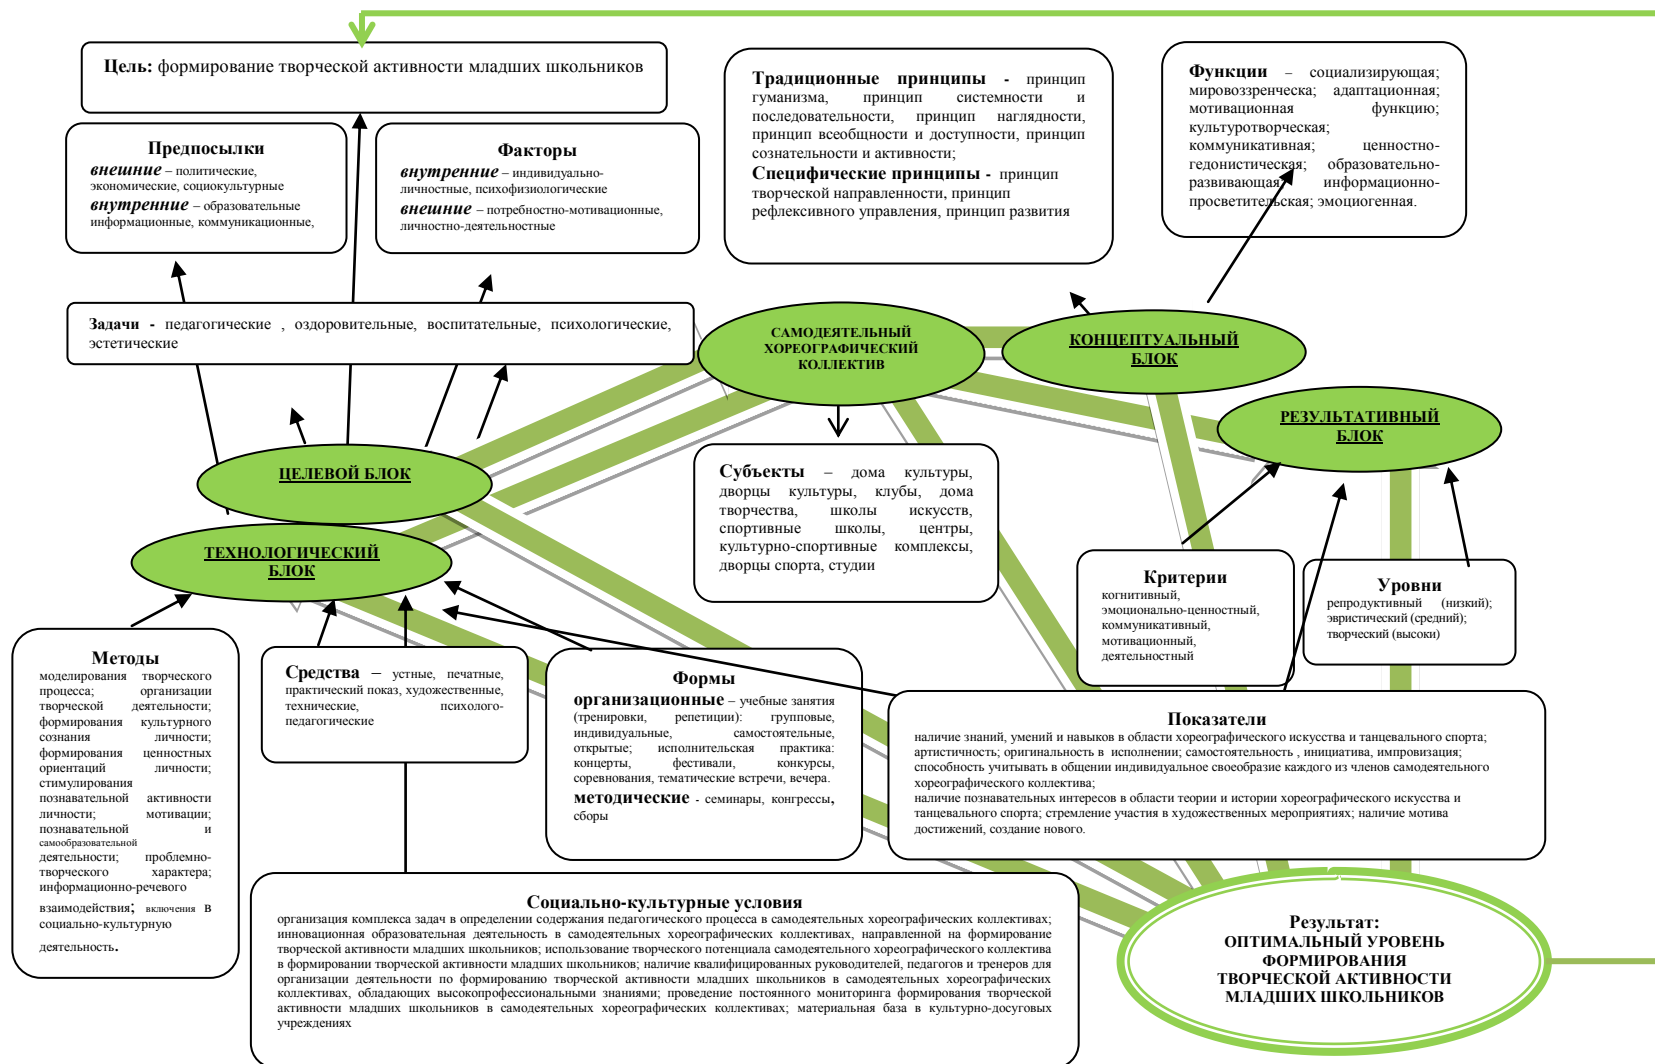 Цель: формирование творческой активности младших школьников
Традиционные принципы - принцип
гуманизма, принцип системности и
последовательности, принцип наглядности,
принцип всеобщности и доступности, принцип
сознательности и активности;
Специфические принципы - принцип
творческой направленности, принцип
рефлексивного управления, принцип развития
Функции – социализирующая;
мировоззренческа; адаптационная;
мотивационная функцию;
культуротворческая;
коммуникативная; ценностно-
гедонистическая; образовательно-
развивающая; информационно-
просветительская; эмоциогенная.
Предпосылки
внешние – политические,
экономические, социокультурные
внутренние – образовательные
информационные, коммуникационные,
Факторы
внутренние – индивидуально-
личностные, психофизиологические
внешние – потребностно-мотивационные,
личностно-деятельностные
Задачи - педагогические , оздоровительные, воспитательные, психологические,
эстетические
САМОДЕЯТЕЛЬНЫЙ
ХОРЕОГРАФИЧЕСКИЙ
КОЛЛЕКТИВ
КОНЦЕПТУАЛЬНЫЙ
БЛОК
РЕЗУЛЬТАТИВНЫЙ
БЛОК
ЦЕЛЕВОЙ БЛОК
ТЕХНОЛОГИЧЕСКИЙ
БЛОК
Субъекты – дома культуры,
дворцы культуры, клубы, дома
творчества, школы искусств,
спортивные школы, центры,
культурно-спортивные комплексы,
дворцы спорта, студии
Критерии
когнитивный,
эмоционально-ценностный,
коммуникативный,
мотивационный,
деятельностный
Уровни
репродуктивный (низкий);
эвристический (средний);
творческий (высоки)
Методы
моделирования творческого
процесса; организации
творческой деятельности;
формирования культурного
сознания личности;
формирования ценностных
ориентаций личности;
стимулирования
познавательной активности
личности; мотивации;
познавательной и
самообразовательной
деятельности; проблемно-
творческого характера;
информационно-речевого
взаимодействия; включения в
социально-культурную
деятельность.
Средства – устные, печатные,
практический показ, художественные,
технические, психолого-
педагогические
Формы
организационные – учебные занятия
(тренировки, репетиции): групповые,
индивидуальные, самостоятельные,
открытые; исполнительская практика:
концерты, фестивали, конкурсы,
соревнования, тематические встречи, вечера.
методические - семинары, конгрессы,
сборы
Показатели
наличие знаний, умений и навыков в области хореографического искусства и танцевального спорта;
артистичность; оригинальность в исполнении; самостоятельность , инициатива, импровизация;
способность учитывать в общении индивидуальное своеобразие каждого из членов самодеятельного
хореографического коллектива;
наличие познавательных интересов в области теории и истории хореографического искусства и
танцевального спорта; стремление участия в художественных мероприятиях; наличие мотива
достижений, создание нового.
Социально-культурные условия
организация комплекса задач в определении содержания педагогического процесса в самодеятельных хореографических коллективах;
инновационная образовательная деятельность в самодеятельных хореографических коллективах, направленной на формирование
творческой активности младших школьников; использование творческого потенциала самодеятельного хореографического коллектива
в формировании творческой активности младших школьников; наличие квалифицированных руководителей, педагогов и тренеров для
организации деятельности по формированию творческой активности младших школьников в самодеятельных хореографических
коллективах, обладающих высокопрофессиональными знаниями; проведение постоянного мониторинга формирования творческой
активности младших школьников в самодеятельных хореографических коллективах; материальная база в культурно-досуговых
учреждениях
Результат:
ОПТИМАЛЬНЫЙ УРОВЕНЬ
ФОРМИРОВАНИЯ
ТВОРЧЕСКОЙ АКТИВНОСТИ
МЛАДШИХ ШКОЛЬНИКОВ